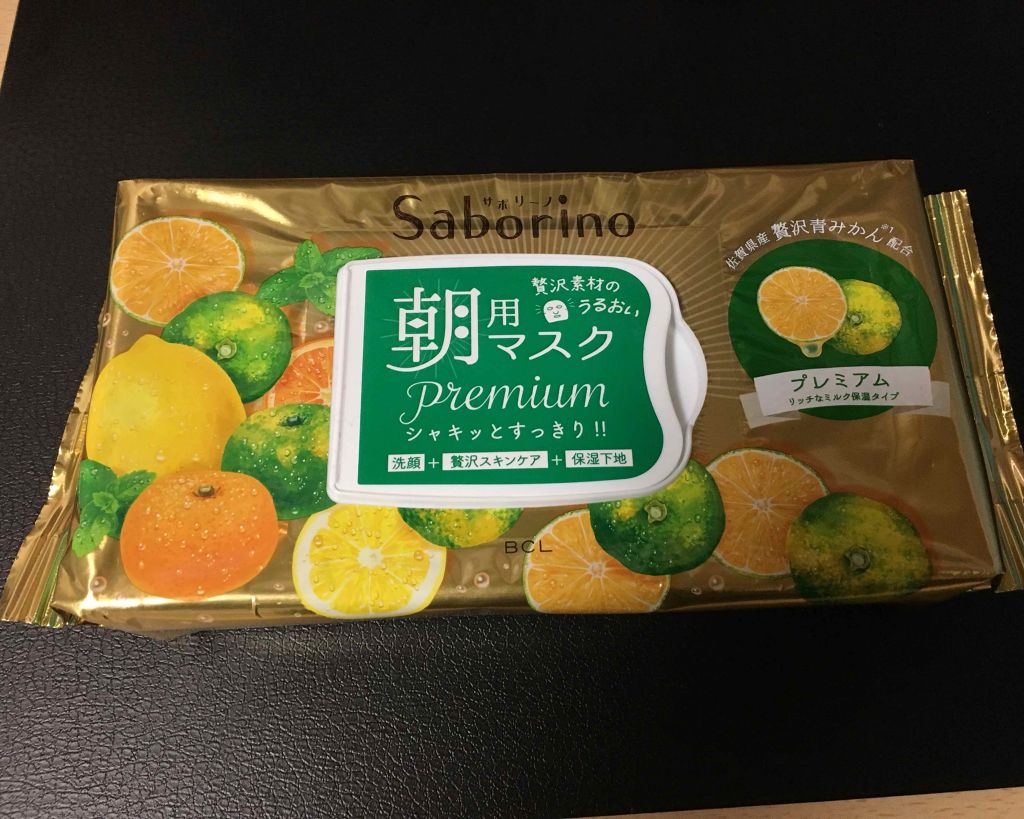 サボリーノ
Saborino
贅沢素材の
うるおい
朝用
マスク
Premium
シャキッとすっきり!!
洗顔+贅沢スキンケア+保湿下地
佐賀県産 贅沢青みかん※1配合
プレミアム
リッチなミルク保湿タイプ
BCL